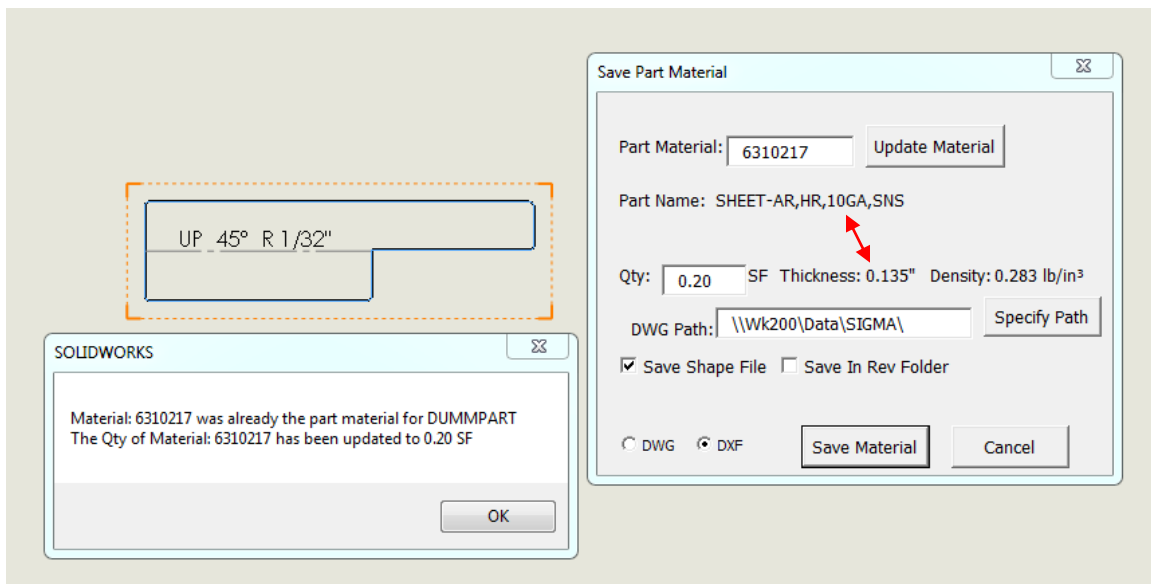 UP 45° R 1/32"
SOLIDWORKS
Material: 6310217 was already the part material for DUMMPART
The Qty of Material: 6310217 has been updated to 0.20 SF
OK
Save Part Material
Part Material: 6310217 Update Material
Part Name: SHEET-AR,HR,10GA,SNS
Qty: 0.20 SF Thickness: 0.135" Density: 0.283 lb/in³
DWG Path: \\Wk200\Data\SIGMA\ Specify Path
Save Shape File Save In Rev Folder
DWG DXF Save Material Cancel